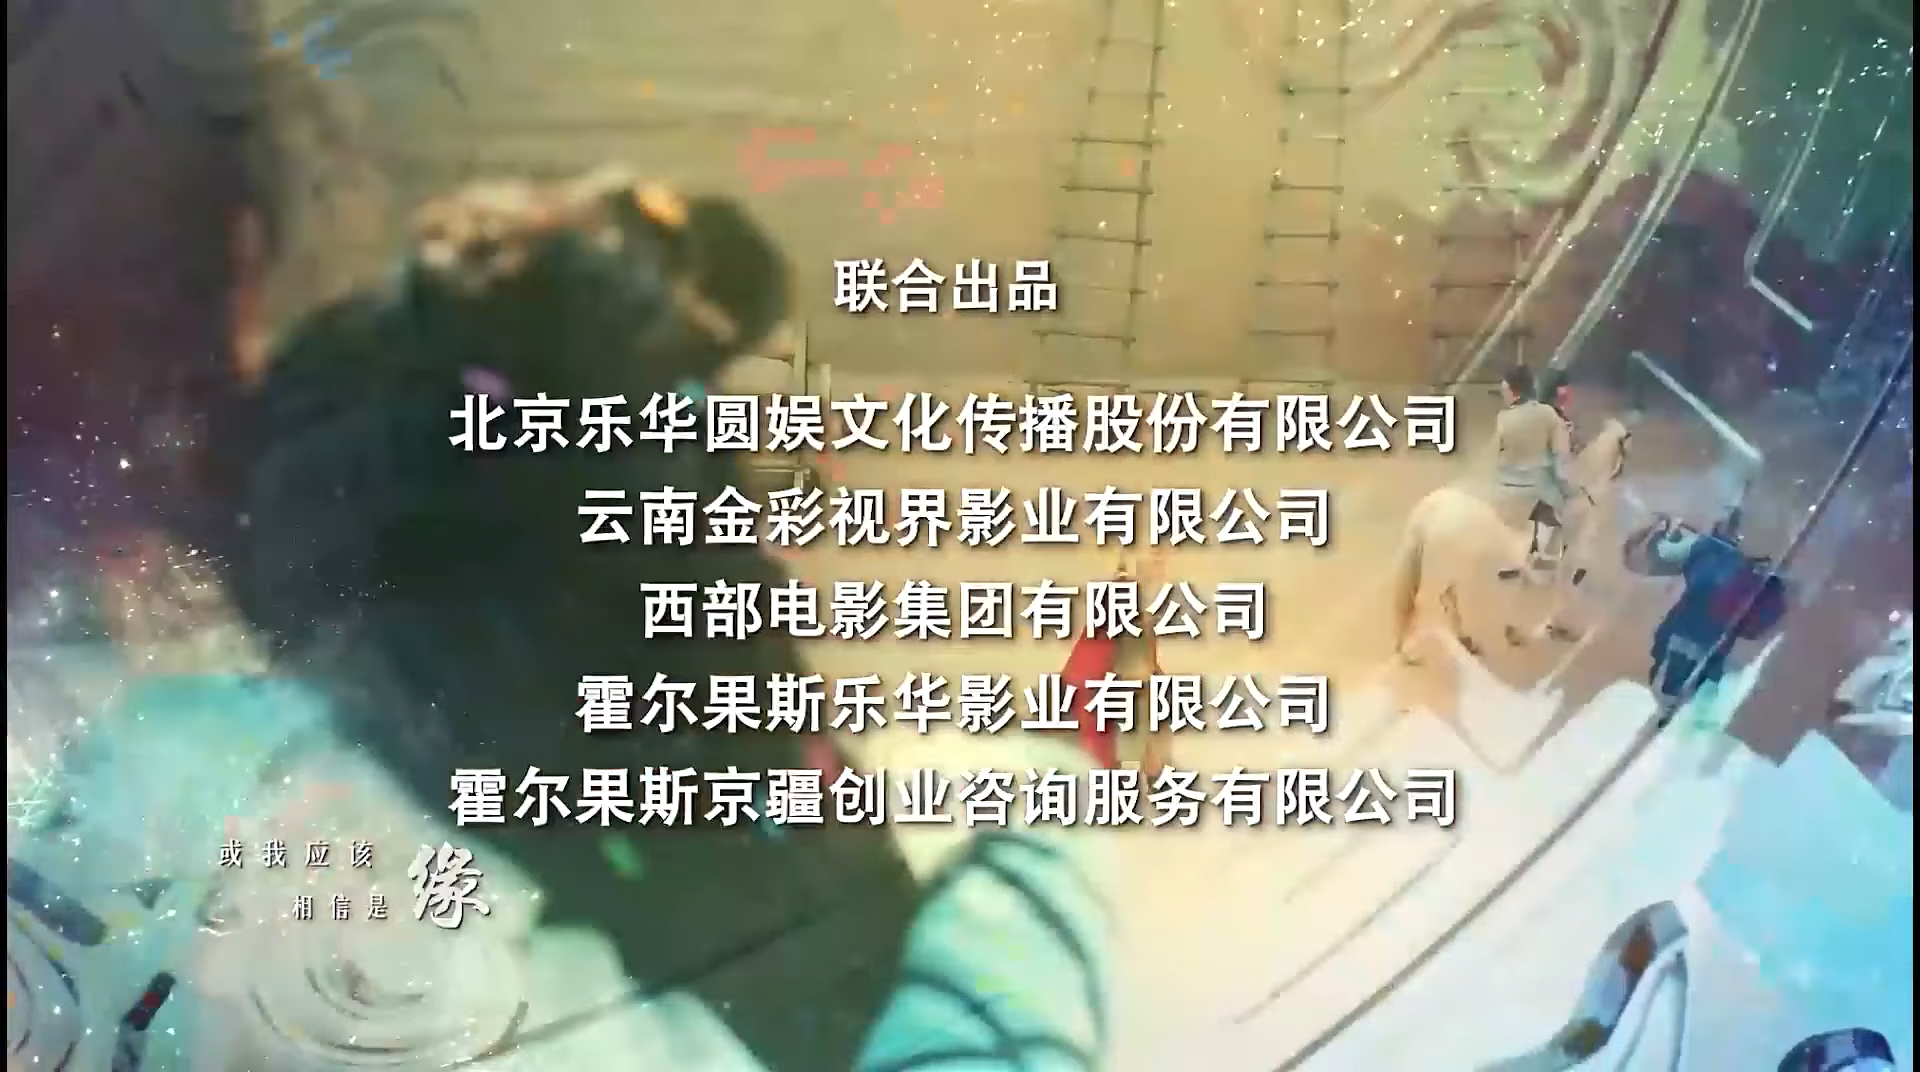 联合出品
北京乐华圆娱文化传播股份有限公司
云南金彩视界影业有限公司
西部电影集团有限公司
霍尔果斯乐华影业有限公司
霍尔果斯京疆创业咨询服务有限公司
或我应该
相信是缘